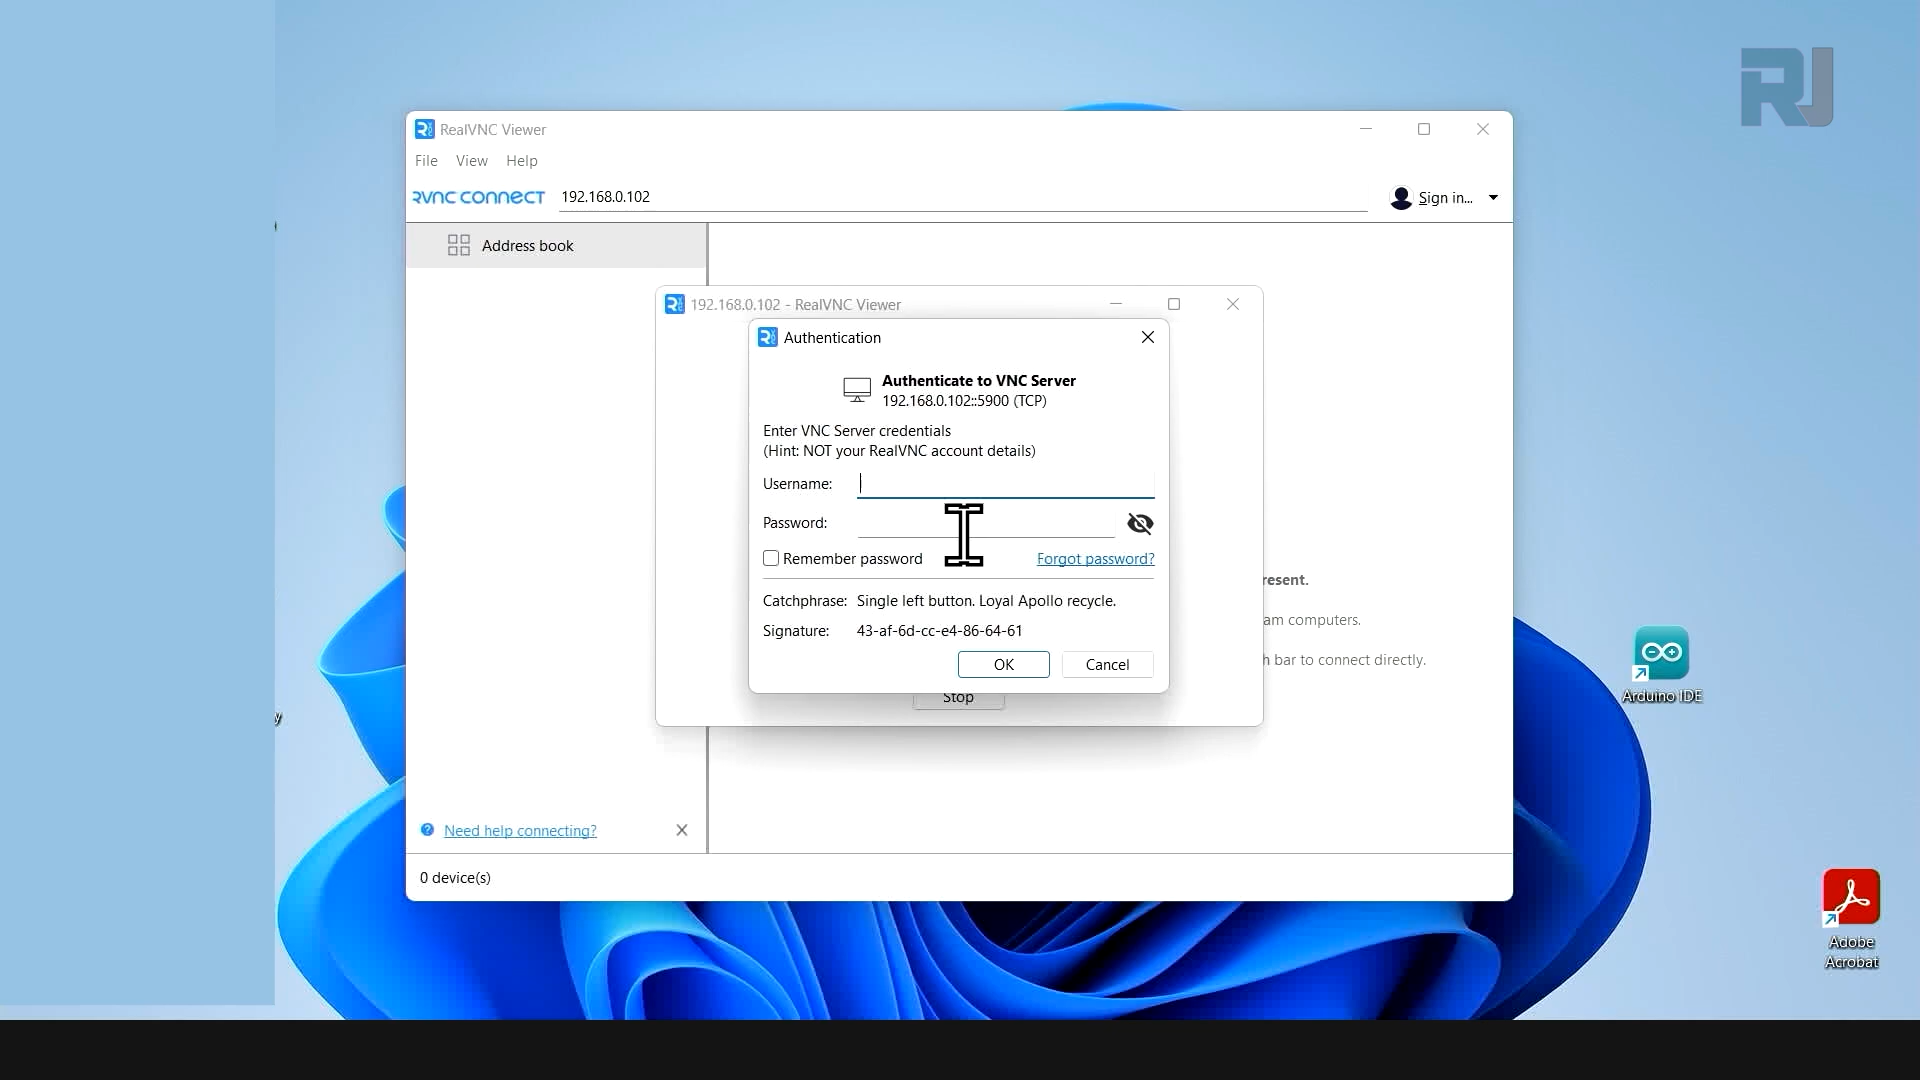 RJ
RealVNC Viewer
File View Help
RVNC CONNECT 192.168.0.102 Sign in...
Address book
192.168.0.102 - RealVNC Viewer
Authentication
Authenticate to VNC Server
192.168.0.102::5900 (TCP)
Enter VNC Server credentials
(Hint: NOT your RealVNC account details)
Username:
Password:
Remember password Forgot password?
Catchphrase: Single left button. Loyal Apollo recycle.
Signature: 43-af-6d-cc-e4-86-64-61
OK Cancel
Stop
resent.
am computers.
h bar to connect directly.
Arduino IDE
y
Need help connecting?
0 device(s)
Adobe
Acrobat